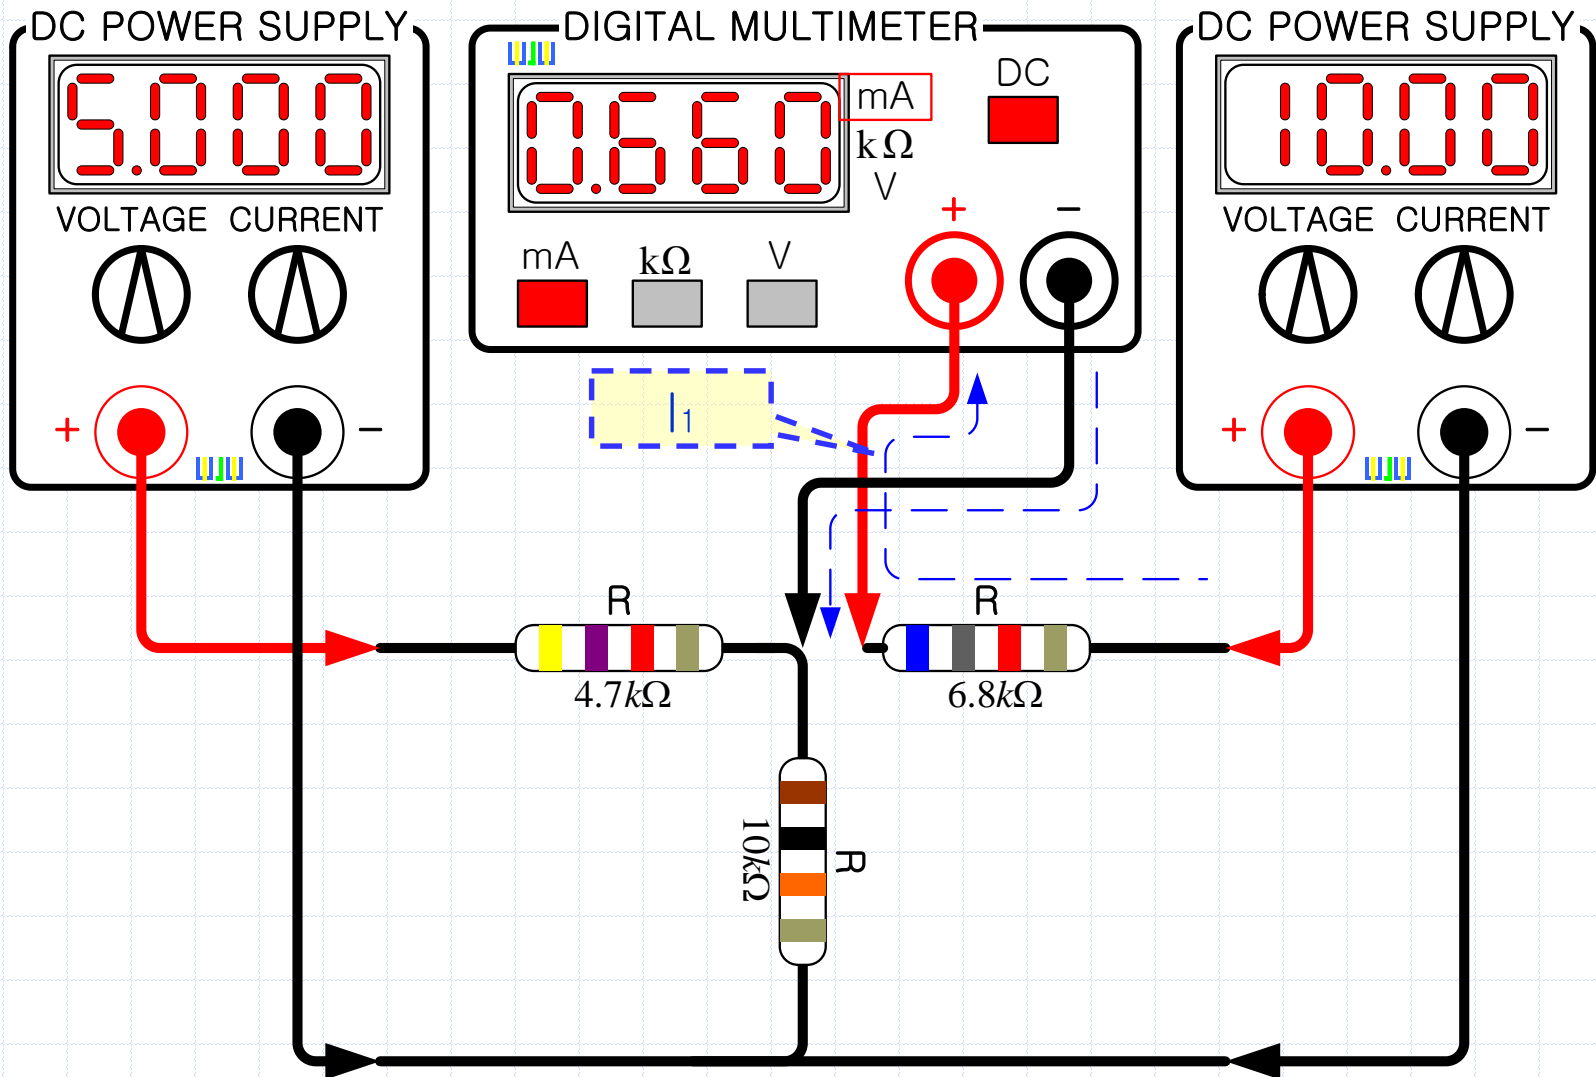 DC POWER SUPPLY
5.000
VOLTAGE CURRENT
+ −
DIGITAL MULTIMETER
0.660
mA
kΩ
V
DC
mA kΩ V
+ −
DC POWER SUPPLY
10.00
VOLTAGE CURRENT
+ −
I₁
R
4.7kΩ
R
6.8kΩ
R
10kΩ